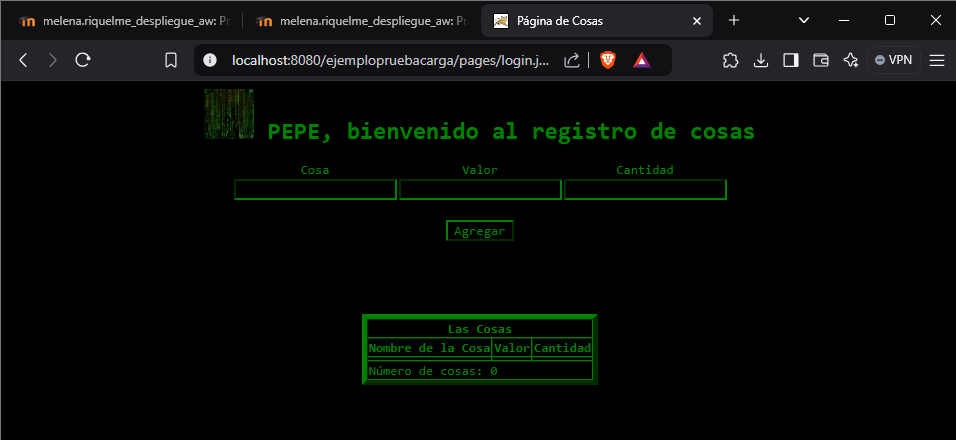 melena.riquelme_despliegue_aw: Pr
melena.riquelme_despliegue_aw: Pr
Página de Cosas
localhost:8080/ejemplopruebacarga/pages/login.j...
VPN
PEPE, bienvenido al registro de cosas
Cosa Valor Cantidad
Agregar
Las Cosas
Nombre de la Cosa Valor Cantidad
Número de cosas: 0